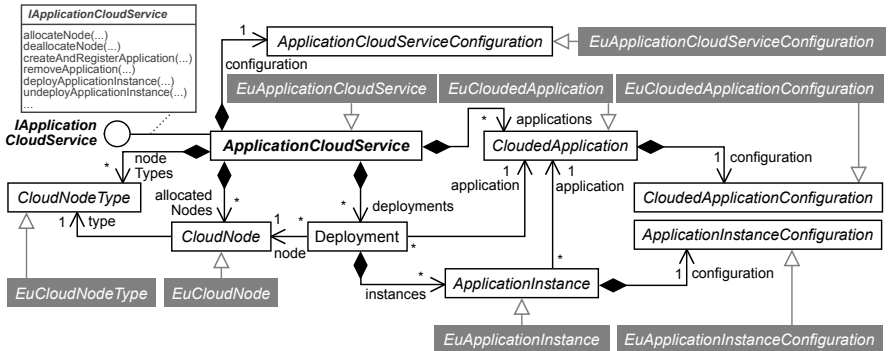 IApplicationCloudService
allocateNode(...)
deallocateNode(...)
createAndRegisterApplication(...)
removeApplication(...)
deployApplicationInstance(...)
undeployApplicationInstance(...)
...
1
ApplicationCloudServiceConfiguration
EuApplicationCloudServiceConfiguration
configuration
EuApplicationCloudService
EuCloudedApplication
EuCloudedApplicationConfiguration
IApplication
CloudService
ApplicationCloudService
*
applications
CloudedApplication
*
node
Types
1
configuration
CloudNodeType
allocated
Nodes
*
*
deployments
1
application
1
application
CloudedApplicationConfiguration
1
type
CloudNode
1
node
*
Deployment
*
ApplicationInstanceConfiguration
*
instances
*
ApplicationInstance
1
configuration
EuCloudNodeType
EuCloudNode
EuApplicationInstance
EuApplicationInstanceConfiguration